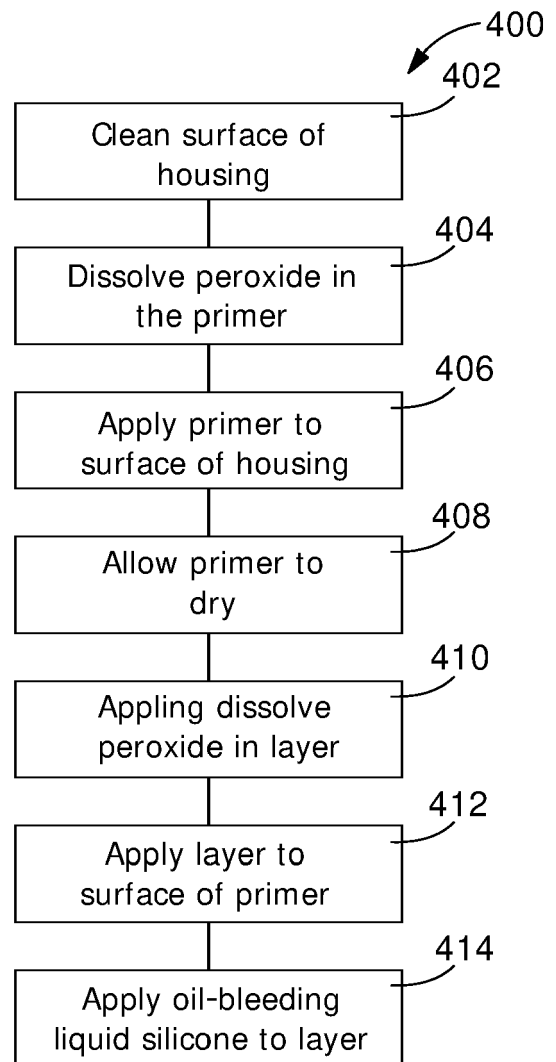 400
402
Clean surface of
housing
404
Dissolve peroxide in
the primer
406
Apply primer to
surface of housing
408
Allow primer to
dry
410
Appling dissolve
peroxide in layer
412
Apply layer to
surface of primer
414
Apply oil-bleeding
liquid silicone to layer